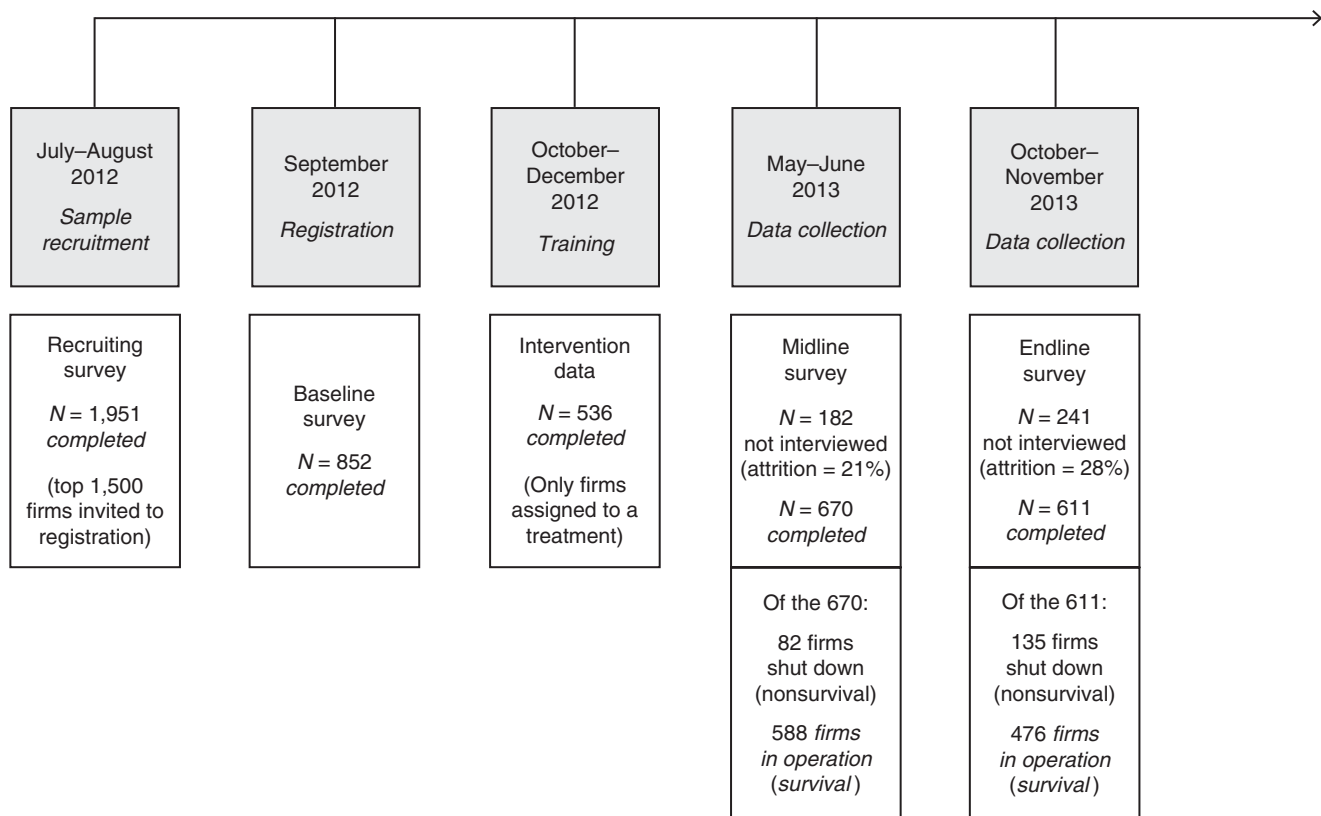 July–August
2012
Sample
recruitment
September
2012
Registration
October–
December
2012
Training
May–June
2013
Data collection
October–
November
2013
Data collection
Recruiting
survey
N = 1,951
completed
(top 1,500
firms invited to
registration)
Baseline
survey
N = 852
completed
Intervention
data
N = 536
completed
(Only firms
assigned to a
treatment)
Midline
survey
N = 182
not interviewed
(attrition = 21%)
N = 670
completed
Endline
survey
N = 241
not interviewed
(attrition = 28%)
N = 611
completed
Of the 670:
82 firms
shut down
(nonsurvival)
588 firms
in operation
(survival)
Of the 611:
135 firms
shut down
(nonsurvival)
476 firms
in operation
(survival)